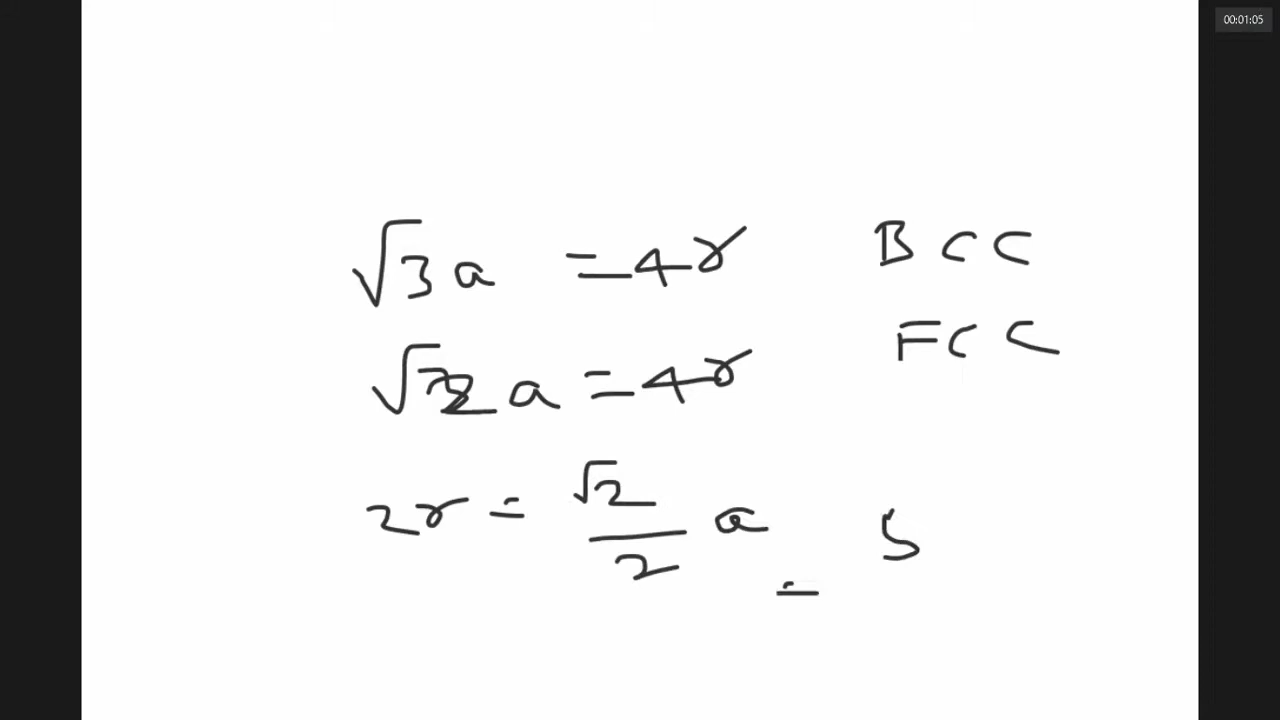 00:01:05
√3 a = 4r BCC
√2 a = 4r FCC
2r = √2/2 a = S